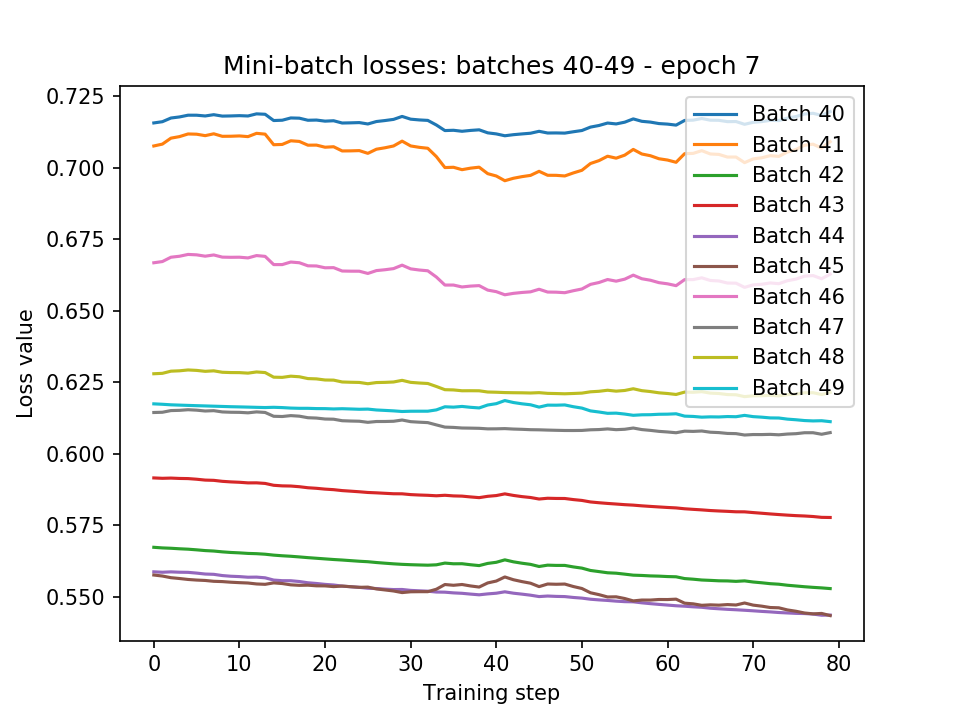 Mini-batch losses: batches 40-49 - epoch 7
Loss value
0.725
0.700
0.675
0.650
0.625
0.600
0.575
0.550
Batch 40
Batch 41
Batch 42
Batch 43
Batch 44
Batch 45
Batch 46
Batch 47
Batch 48
Batch 49
0 10 20 30 40 50 60 70 80
Training step